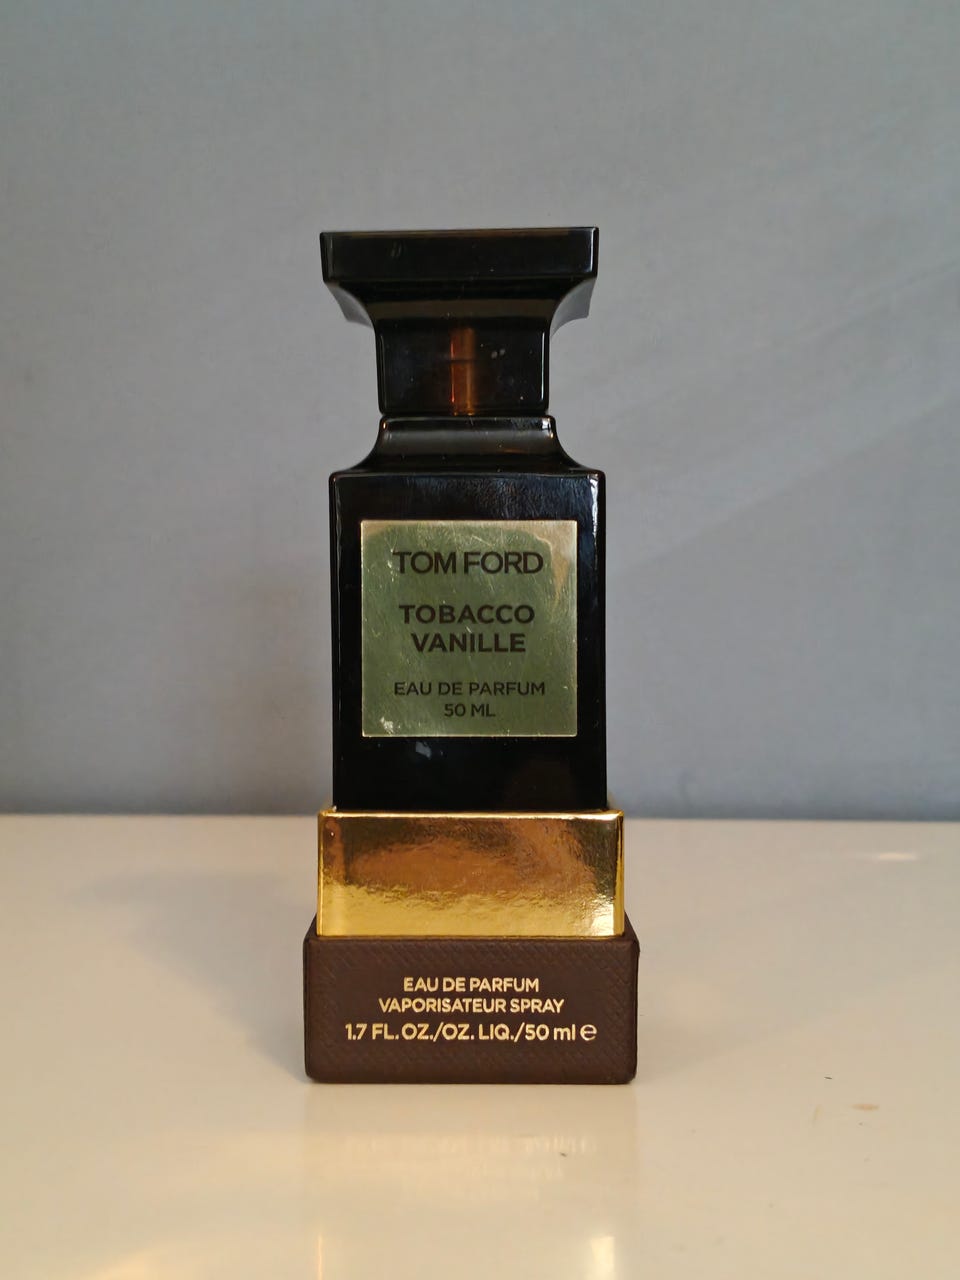 TOM FORD
TOBACCO
VANILLE
EAU DE PARFUM
50 ML
EAU DE PARFUM
VAPORISATEUR SPRAY
1.7 FL. OZ./OZ. LIQ./50 ml ℮